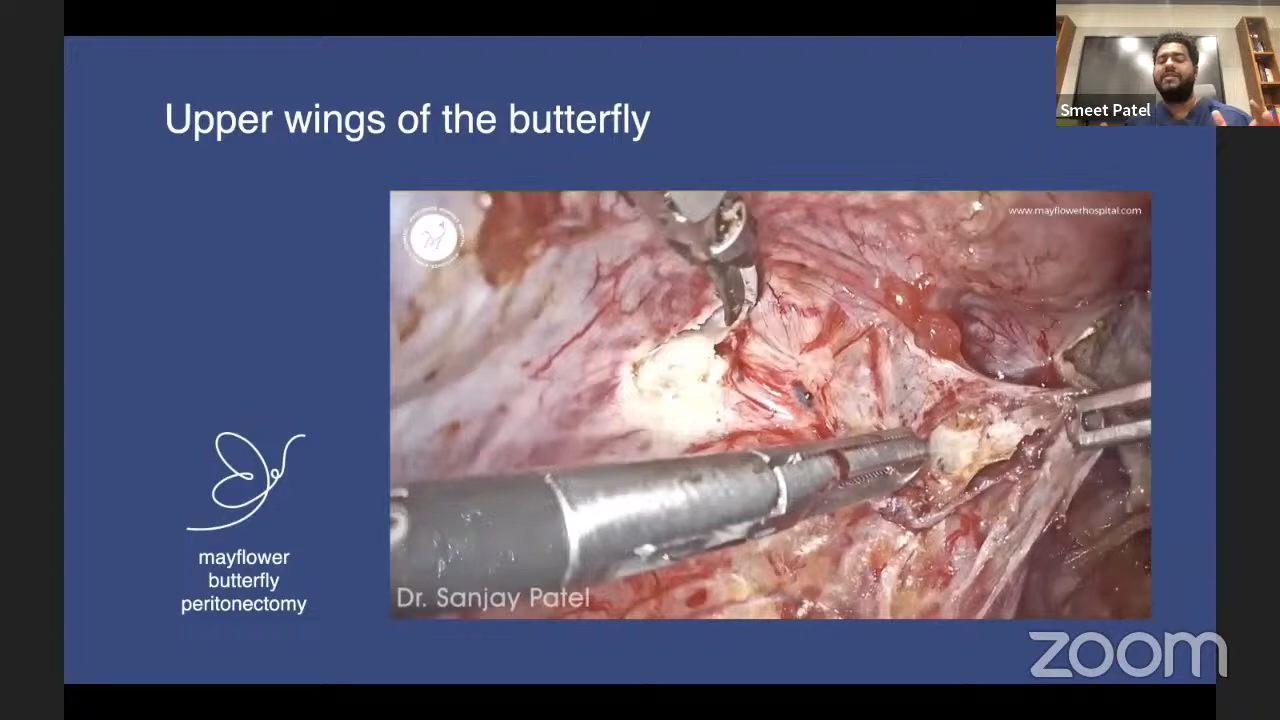 Upper wings of the butterfly
Smeet Patel
www.mayflowerhospital.com
mayflower
butterfly
peritonectomy
Dr. Sanjay Patel
zoom